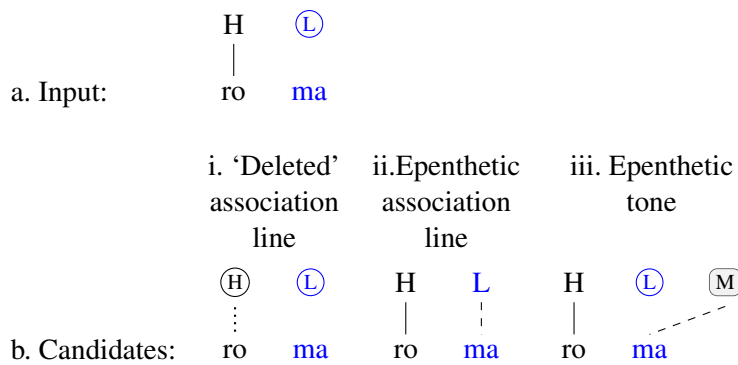 H Ⓛ
a. Input: ro ma
i. ‘Deleted’ ii.Epenthetic iii. Epenthetic
association association tone
line line
Ⓗ Ⓛ H L H Ⓛ M
b. Candidates: ro ma ro ma ro ma